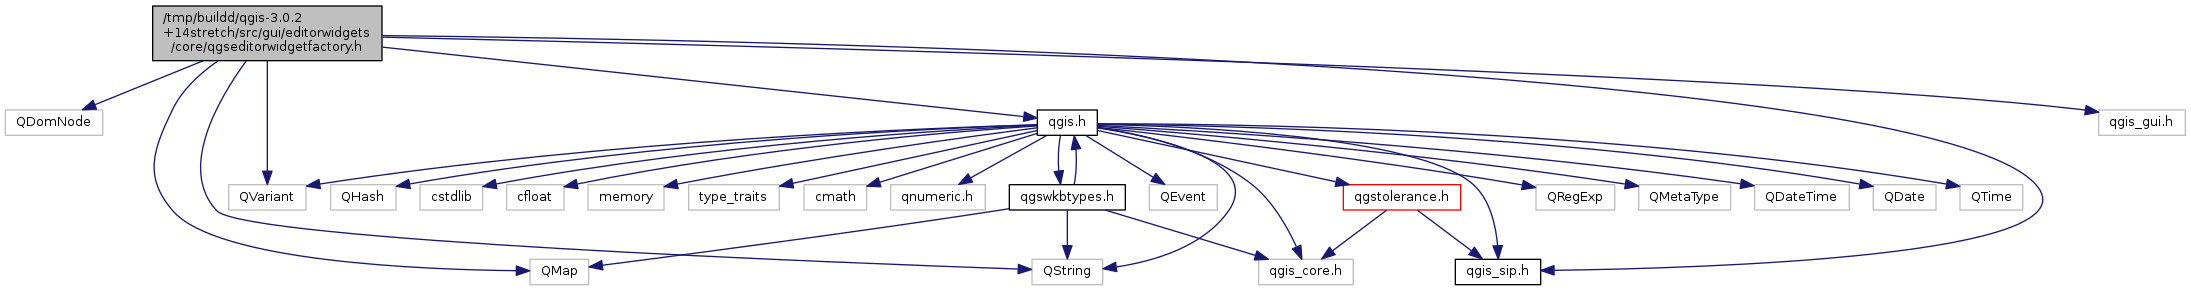 /tmp/buildd/qgis-3.0.2
+14stretch/src/gui/editorwidgets
/core/qgseditorwidgetfactory.h
QDomNode
qgis.h
qgis_gui.h
QVariant
QHash
cstdlib
cfloat
memory
type_traits
cmath
qnumeric.h
qgswkbtypes.h
QEvent
qgstolerance.h
QRegExp
QMetaType
QDateTime
QDate
QTime
QMap
QString
qgis_core.h
qgis_sip.h